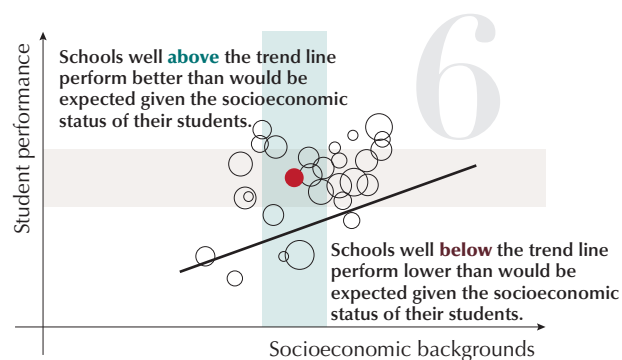 6
Schools well above the trend line
perform better than would be
expected given the socioeconomic
status of their students.
Student performance
Schools well below the trend line
perform lower than would be
expected given the socioeconomic
status of their students.
Socioeconomic backgrounds